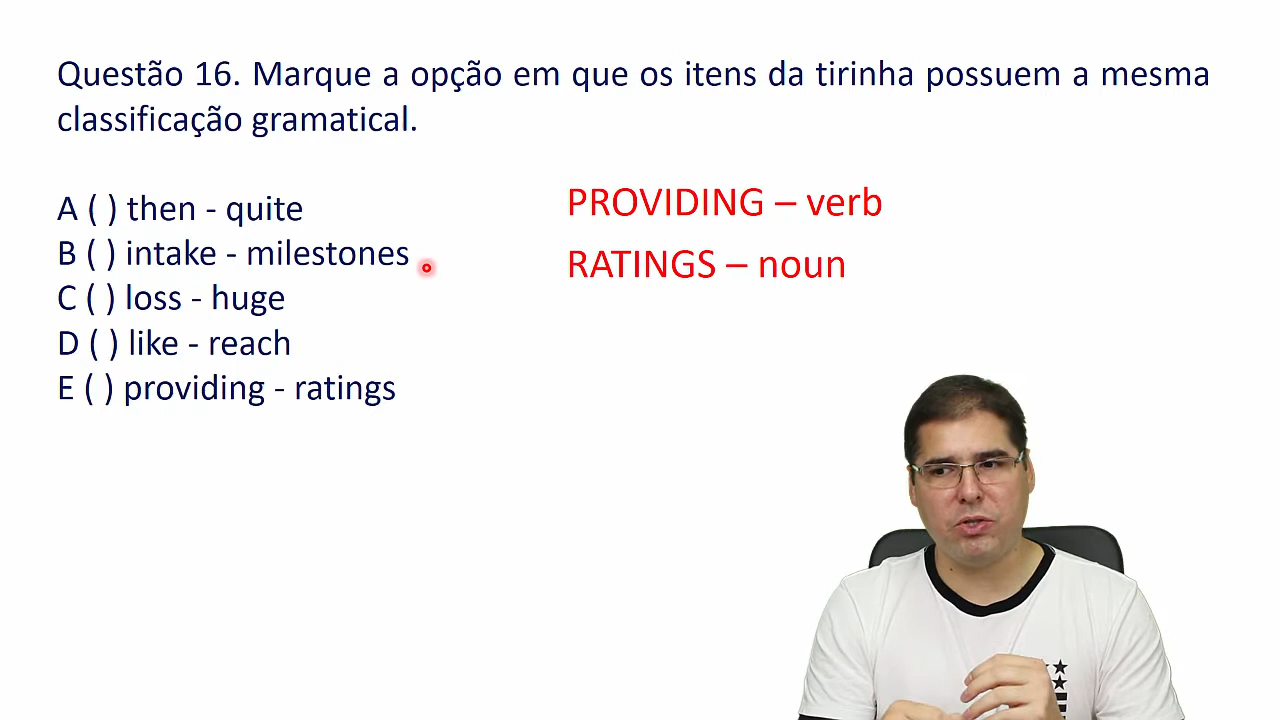 Questão 16. Marque a opção em que os itens da tirinha possuem a mesma
classificação gramatical.
A ( ) then - quite
B ( ) intake - milestones
C ( ) loss - huge
D ( ) like - reach
E ( ) providing - ratings
PROVIDING – verb
RATINGS – noun